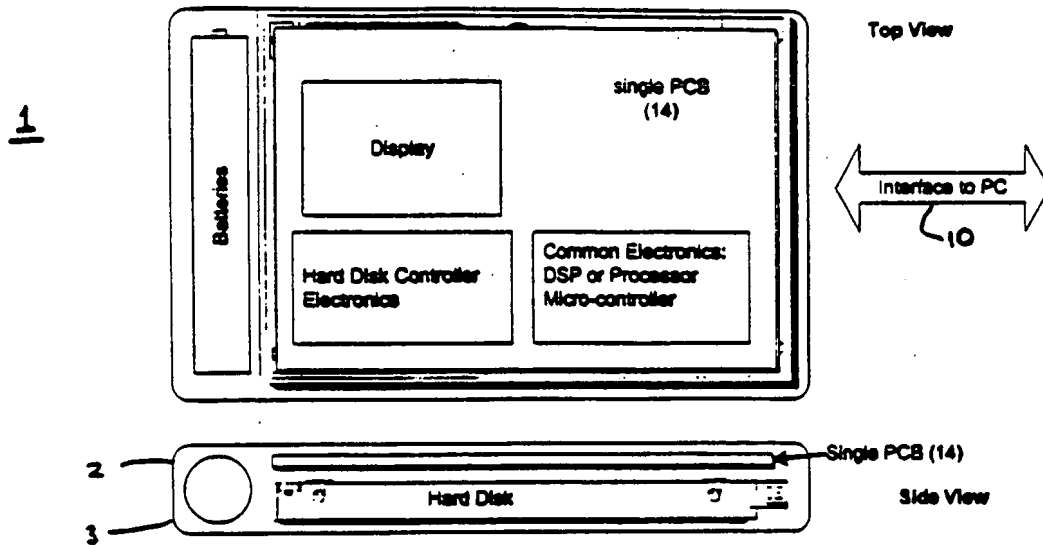 Top View
1
single PCB
(14)
Display
Batteries
Interface to PC
10
Hard Disk Controller
Electronics
Common Electronics:
DSP or Processor
Micro-controller
2
Single PCB (14)
Hard Disk
Side View
3